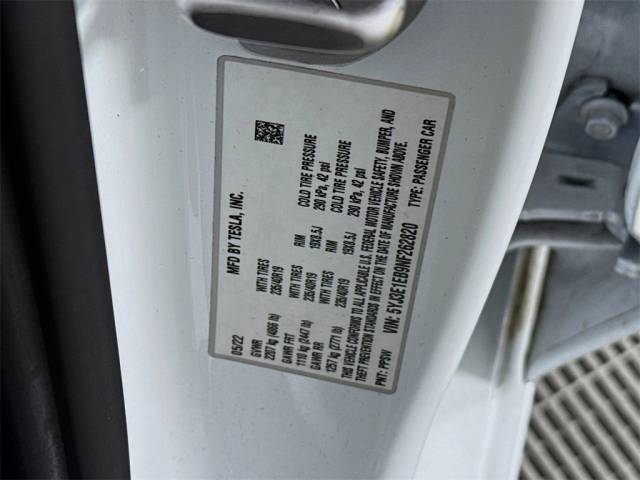 MFD BY TESLA, INC.
05/22
GVWR WITH TIRES RIM COLD TIRE PRESSURE
2207 kg (4866 lb) 235/40R19 19X8.5J 290 kPa, 42 psi
GAWR FRT WITH TIRES RIM COLD TIRE PRESSURE
1110 kg (2447 lb) 235/40R19 19X8.5J 290 kPa, 42 psi
GAWR RR
1257 kg (2771 lb) 235/40R19
THIS VEHICLE CONFORMS TO ALL APPLICABLE U.S. FEDERAL MOTOR VEHICLE SAFETY, BUMPER, AND
THEFT PREVENTION STANDARDS IN EFFECT ON THE DATE OF MANUFACTURE SHOWN ABOVE.
VIN: 5YJ3E1EB9NF262820 TYPE: PASSENGER CAR
PNT: PPSW